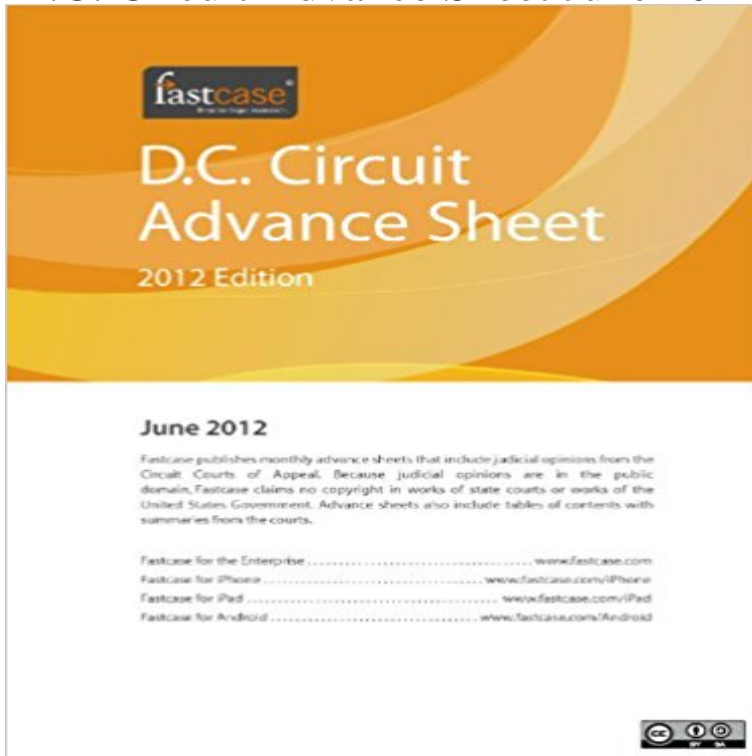 fastcase®
D.C. Circuit
Advance Sheet
2012 Edition
June 2012
Fastcase publishes monthly advance sheets that include judicial opinions from the
Circuit Courts of Appeal. Because judicial opinions are in the public
domain, Fastcase claims no copyright in works of state courts or works of the
United States Government. Advance sheets also include tables of contents with
summaries from the courts.
Fastcase for the Enterprise ........................................ www.fastcase.com
Fastcase for iPhone ........................................ www.fastcase.com/iPhone
Fastcase for iPad ........................................ www.fastcase.com/iPad
Fastcase for Android ........................................ www.fastcase.com/Android
cc
BY SA